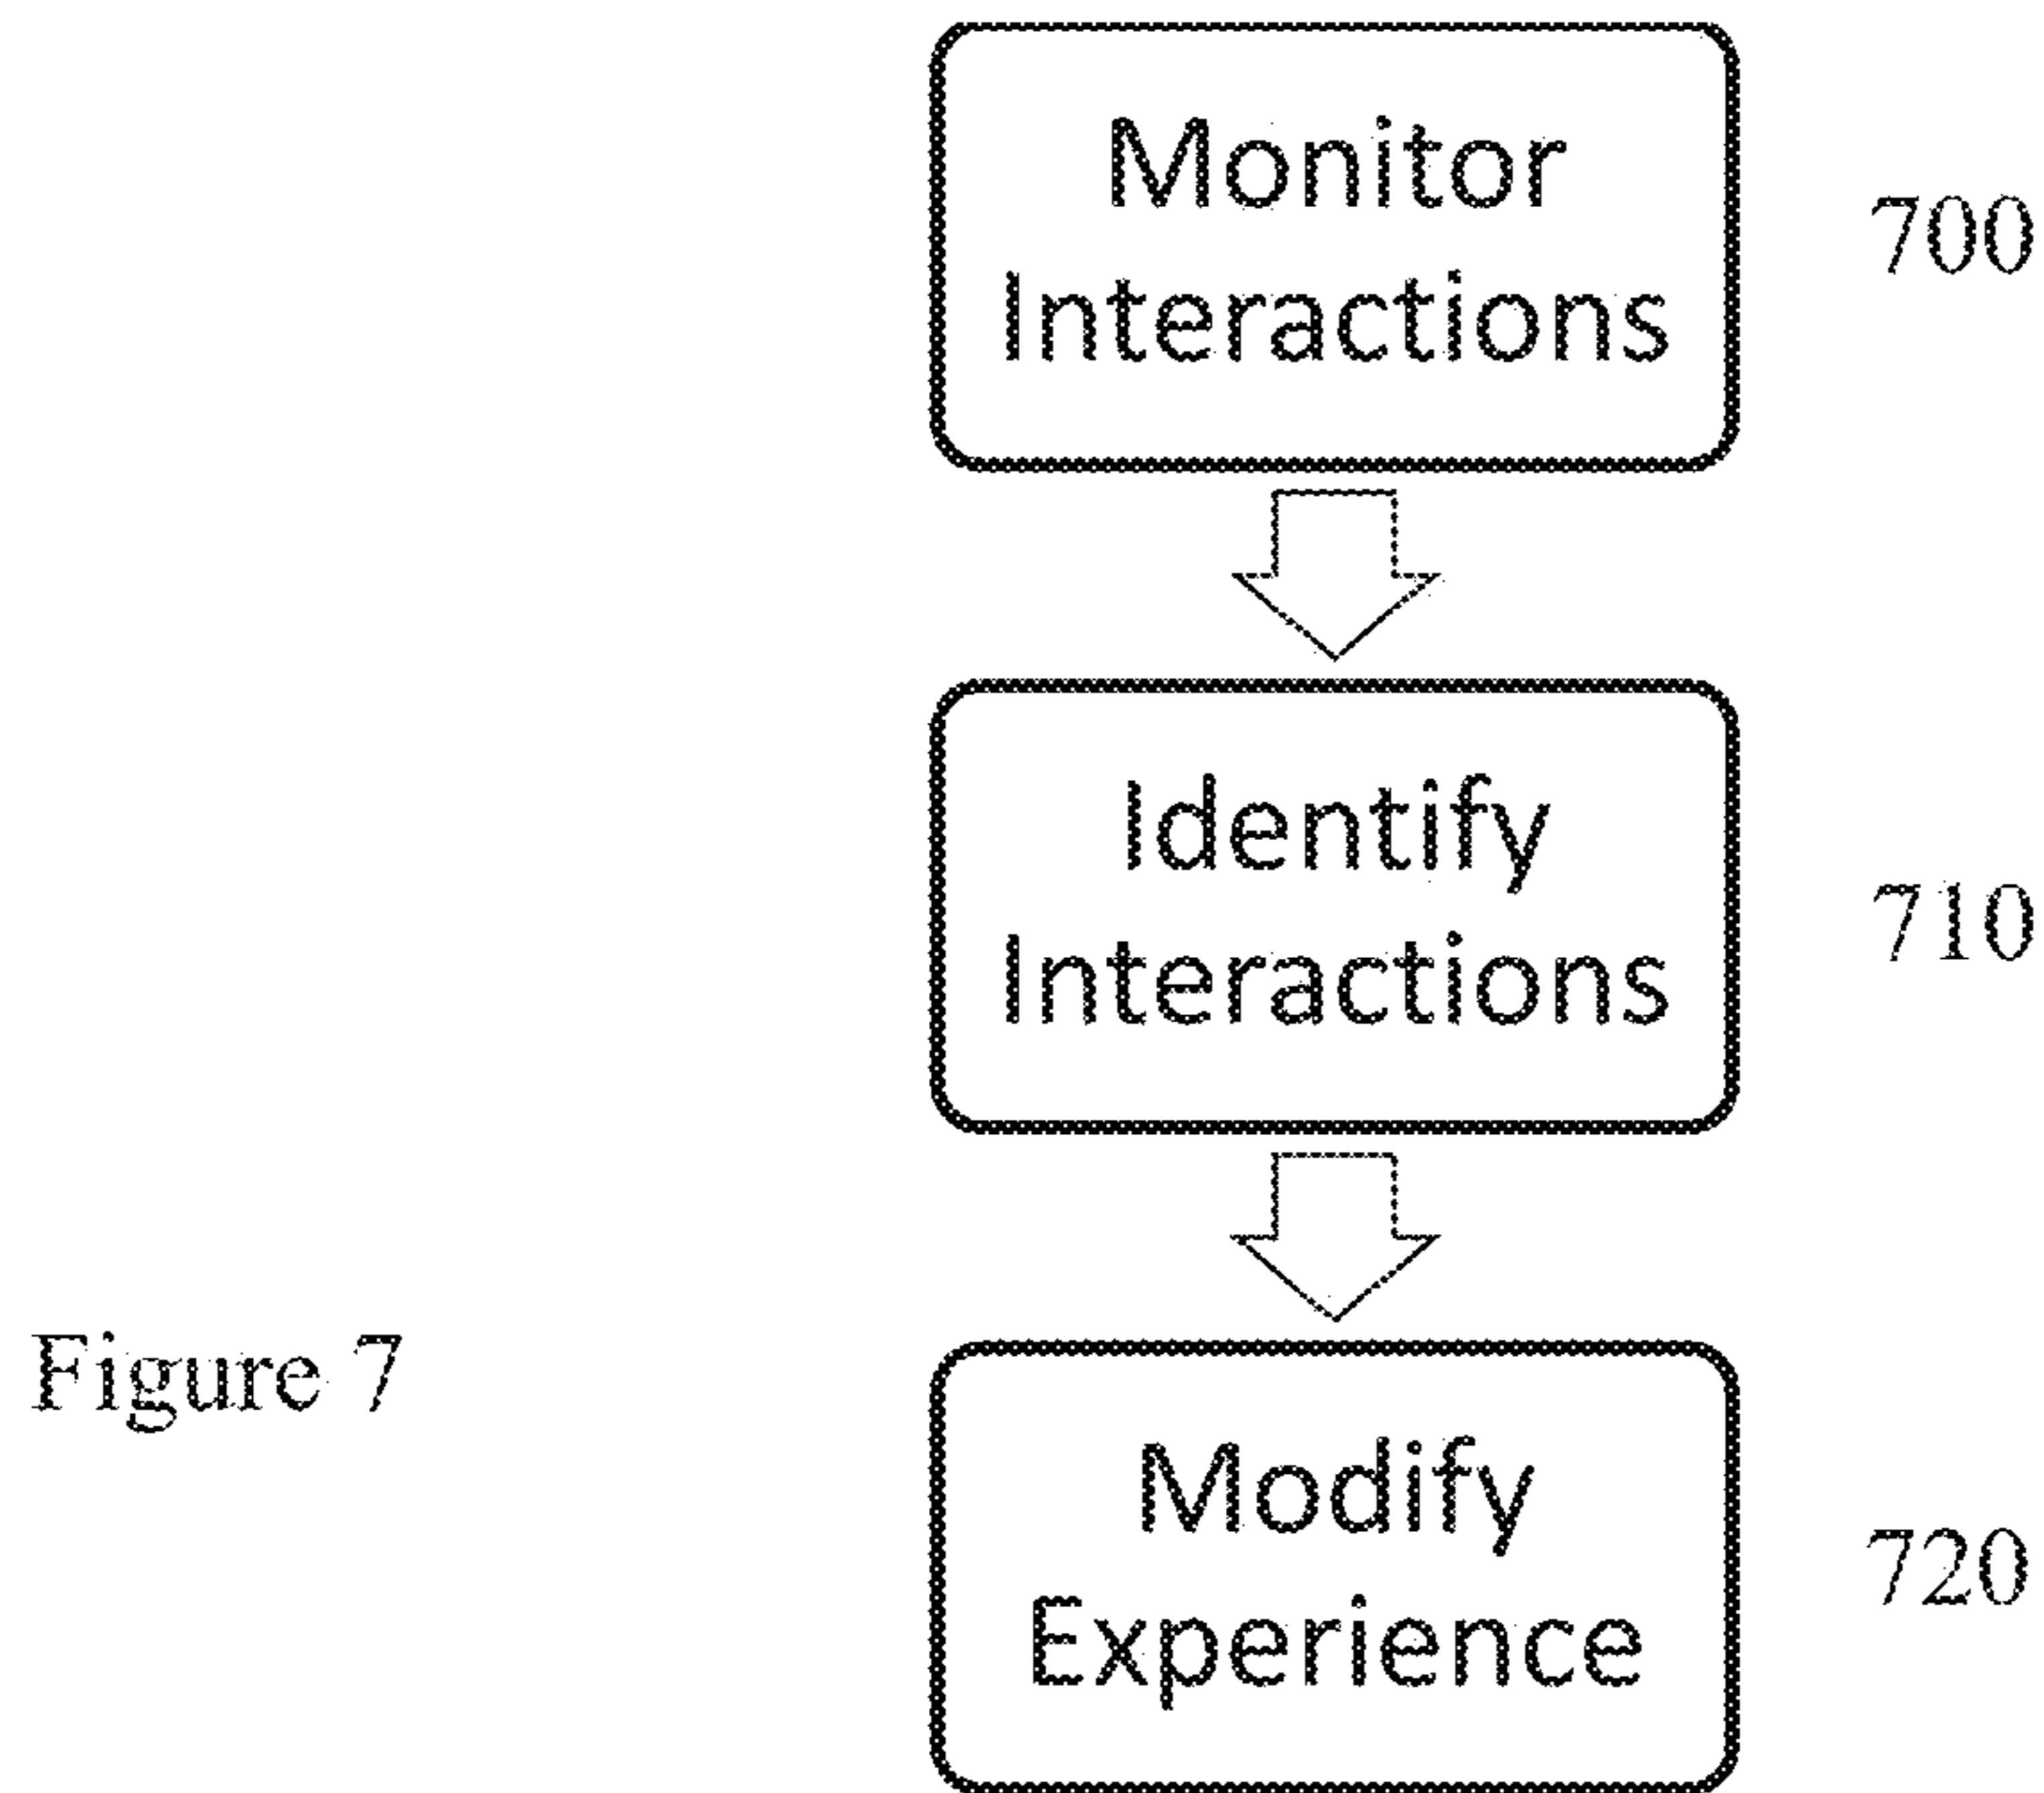 Monitor
Interactions
700
Identify
Interactions
710
Figure 7
Modify
Experience
720